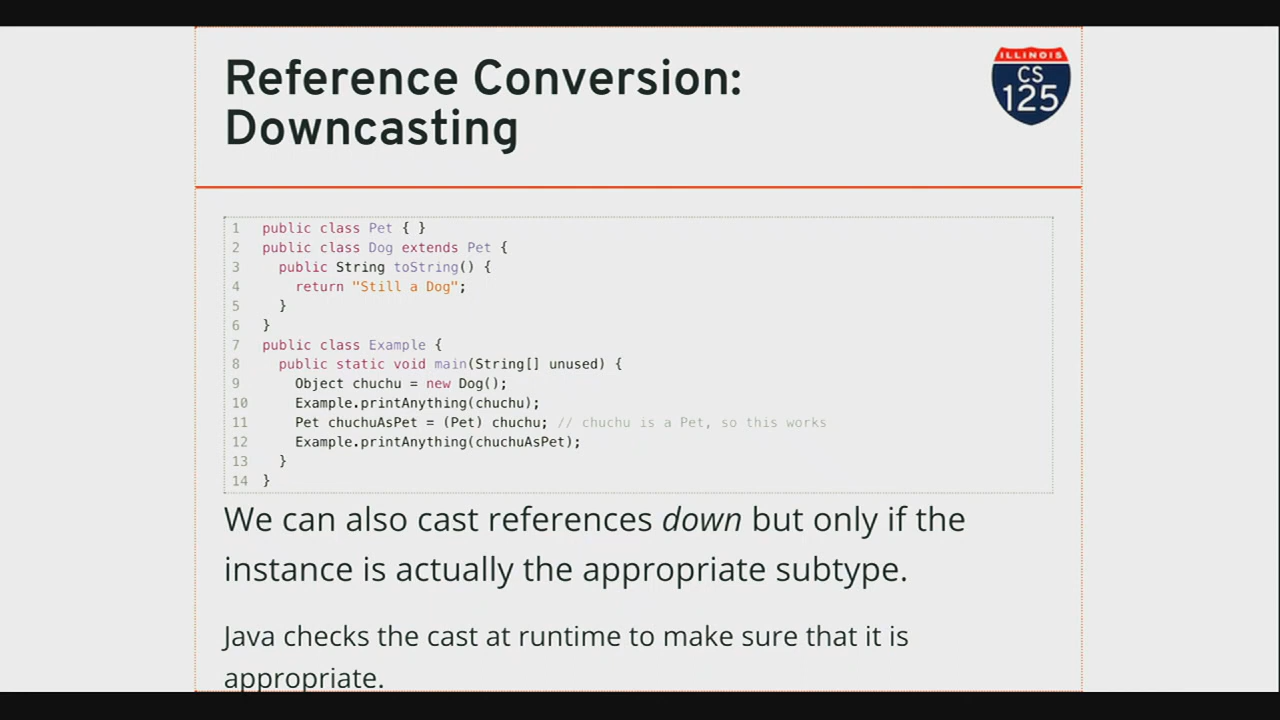 Reference Conversion:
Downcasting
ILLINOIS
CS
125
1 public class Pet { }
2 public class Dog extends Pet {
3 public String toString() {
4 return "Still a Dog";
5 }
6 }
7 public class Example {
8 public static void main(String[] unused) {
9 Object chuchu = new Dog();
10 Example.printAnything(chuchu);
11 Pet chuchuAsPet = (Pet) chuchu; // chuchu is a Pet, so this works
12 Example.printAnything(chuchuAsPet);
13 }
14 }
We can also cast references down but only if the
instance is actually the appropriate subtype.
Java checks the cast at runtime to make sure that it is
appropriate.